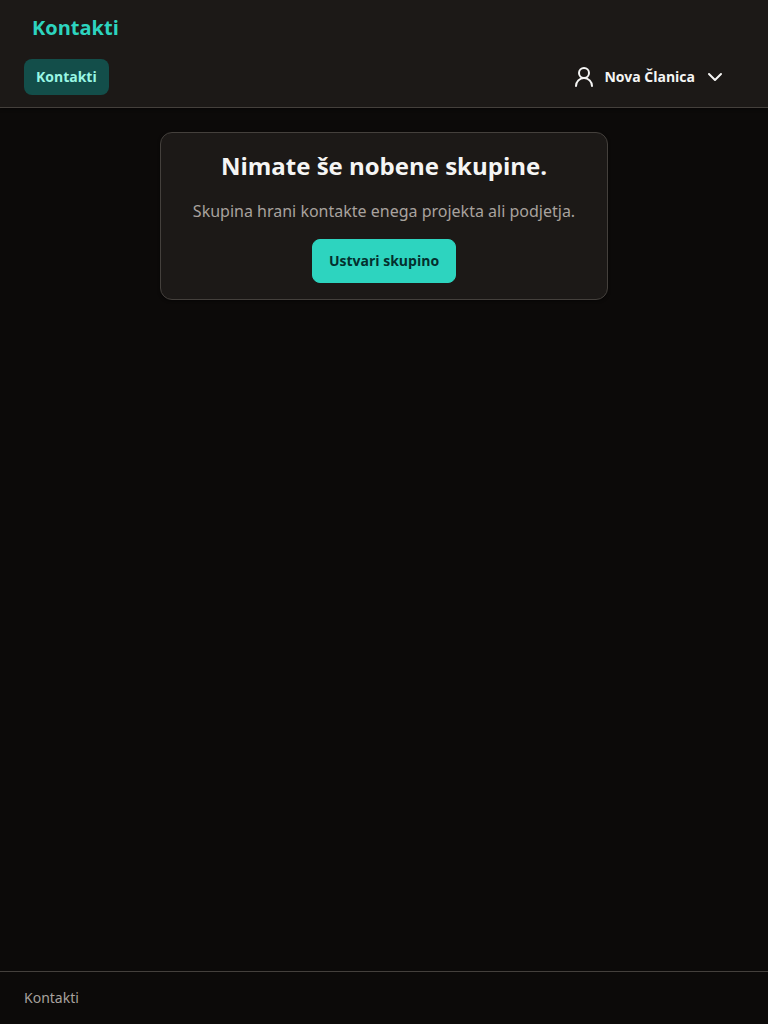 Kontakti
Kontakti
Nova Članica
Nimate še nobene skupine.
Skupina hrani kontakte enega projekta ali podjetja.
Ustvari skupino
Kontakti